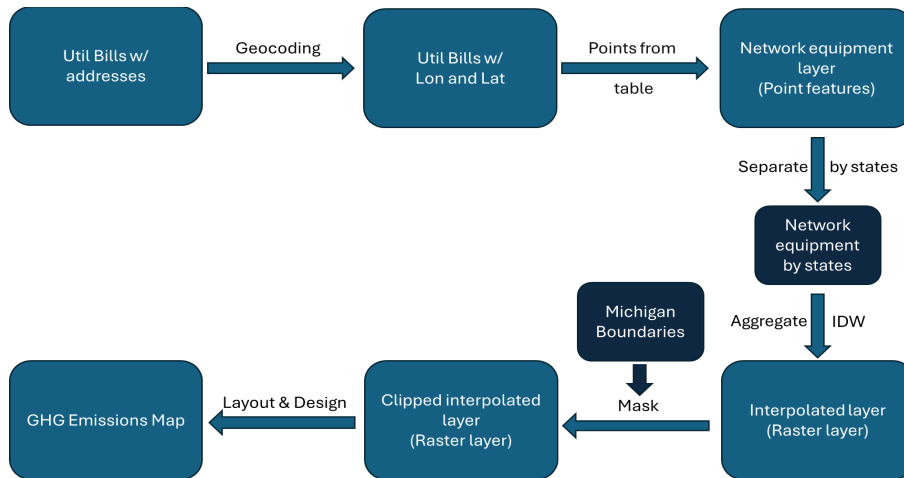 Util Bills w/
addresses
Geocoding
Util Bills w/
Lon and Lat
Points from
table
Network equipment
layer
(Point features)
Separate by states
Network
equipment
by states
Aggregate IDW
Michigan
Boundaries
Interpolated layer
(Raster layer)
Mask
Clipped interpolated
layer
(Raster layer)
Layout & Design
GHG Emissions Map